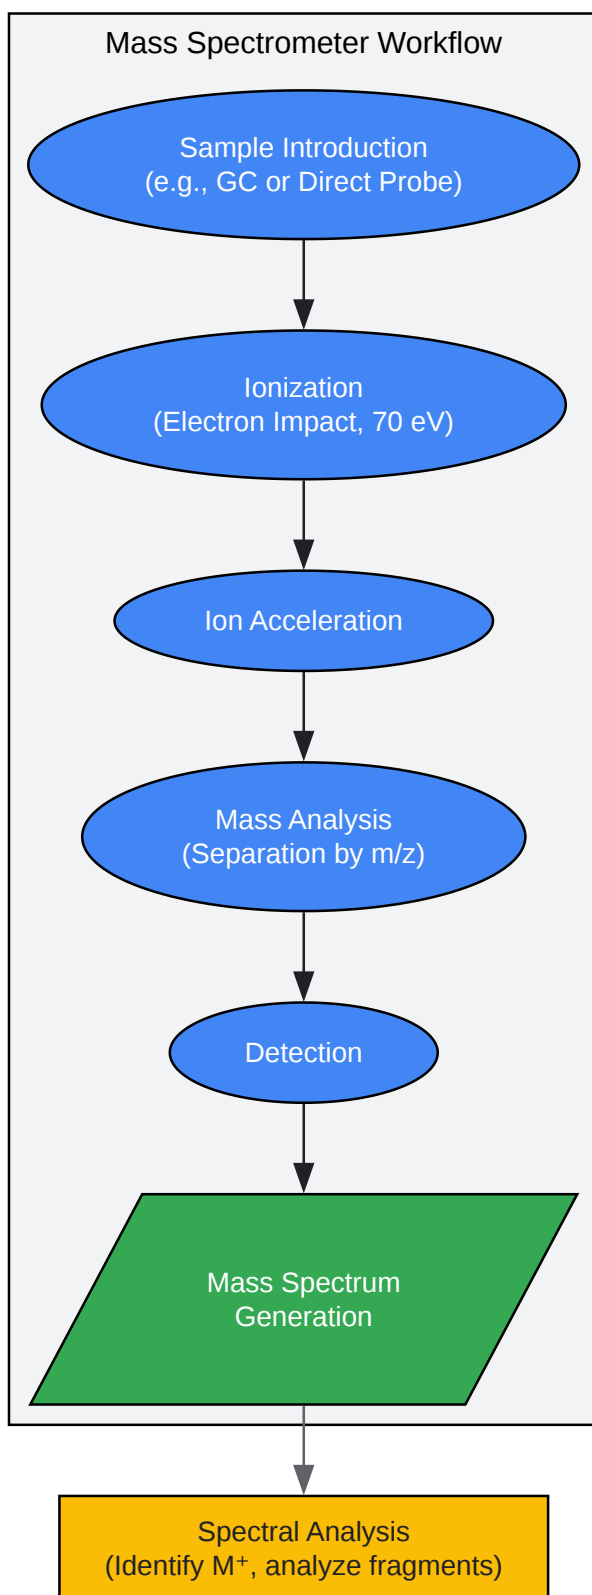 Mass Spectrometer Workflow
Sample Introduction
(e.g., GC or Direct Probe)
Ionization
(Electron Impact, 70 eV)
Ion Acceleration
Mass Analysis
(Separation by m/z)
Detection
Mass Spectrum
Generation
Spectral Analysis
(Identify M⁺, analyze fragments)